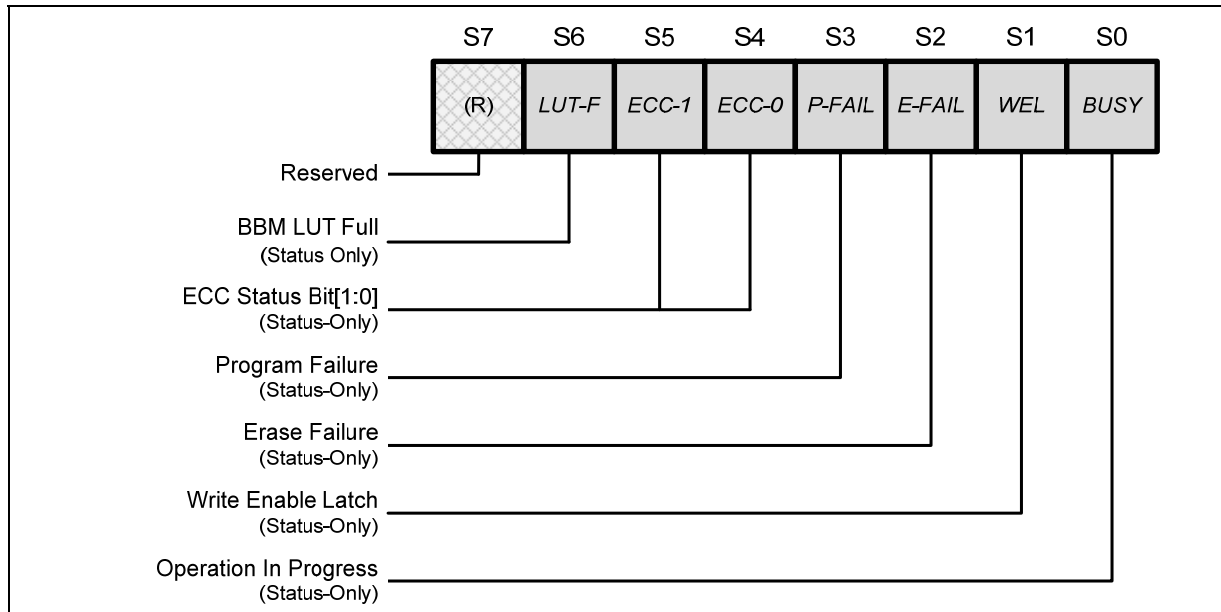 S7 S6 S5 S4 S3 S2 S1 S0
(R) LUT-F ECC-1 ECC-0 P-FAIL E-FAIL WEL BUSY
Reserved
BBM LUT Full
(Status Only)
ECC Status Bit[1:0]
(Status-Only)
Program Failure
(Status-Only)
Erase Failure
(Status-Only)
Write Enable Latch
(Status-Only)
Operation In Progress
(Status-Only)